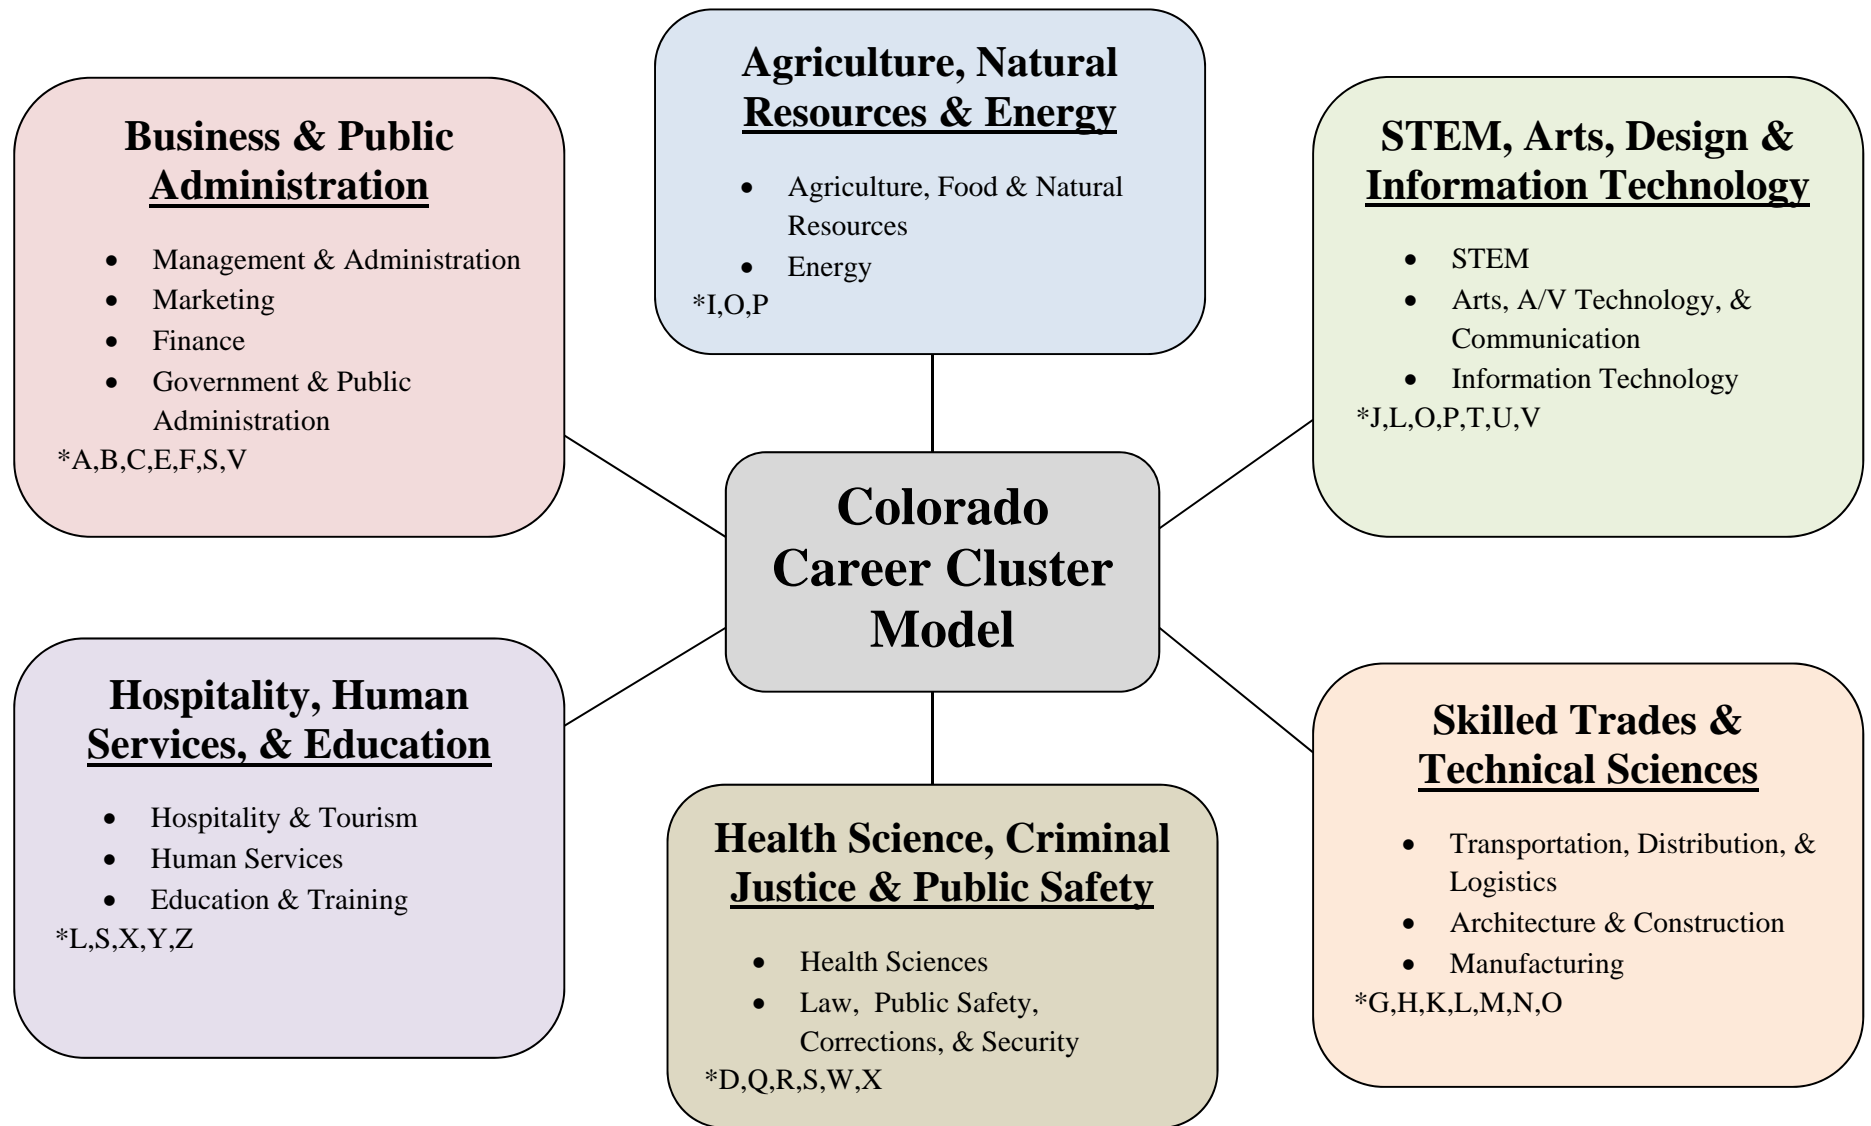 Agriculture, Natural
Resources & Energy
• Agriculture, Food & Natural
Resources
• Energy
*I,O,P
Business & Public
Administration
• Management & Administration
• Marketing
• Finance
• Government & Public
Administration
*A,B,C,E,F,S,V
STEM, Arts, Design &
Information Technology
• STEM
• Arts, A/V Technology, &
Communication
• Information Technology
*J,L,O,P,T,U,V
Colorado
Career Cluster
Model
Hospitality, Human
Services, & Education
• Hospitality & Tourism
• Human Services
• Education & Training
*L,S,X,Y,Z
Health Science, Criminal
Justice & Public Safety
• Health Sciences
• Law,  Public Safety,
Corrections, & Security
*D,Q,R,S,W,X
Skilled Trades &
Technical Sciences
• Transportation, Distribution, &
Logistics
• Architecture & Construction
• Manufacturing
*G,H,K,L,M,N,O